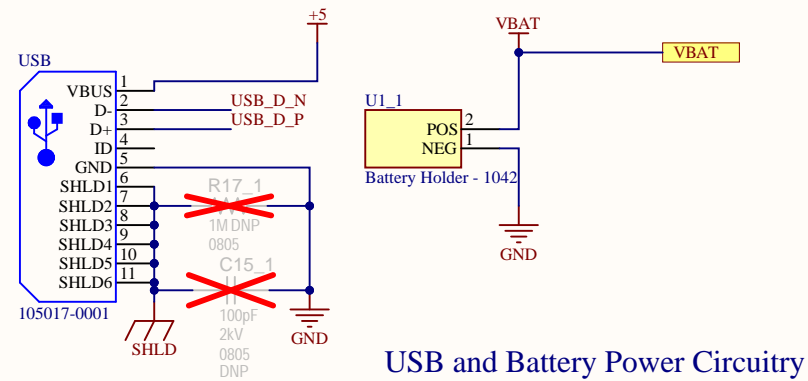 +5
USB
VBUS 1
D- 2 USB_D_N
D+ 3 USB_D_P
ID 4
GND 5
SHLD1 6
SHLD2 7
SHLD3 8
SHLD4 9
SHLD5 10
SHLD6 11
105017-0001
SHLD
R17_1
1M DNP
0805
C15_1
100pF
2kV
0805
DNP
GND
VBAT
VBAT
U1_1
POS 2
NEG 1
Battery Holder - 1042
GND
USB and Battery Power Circuitry